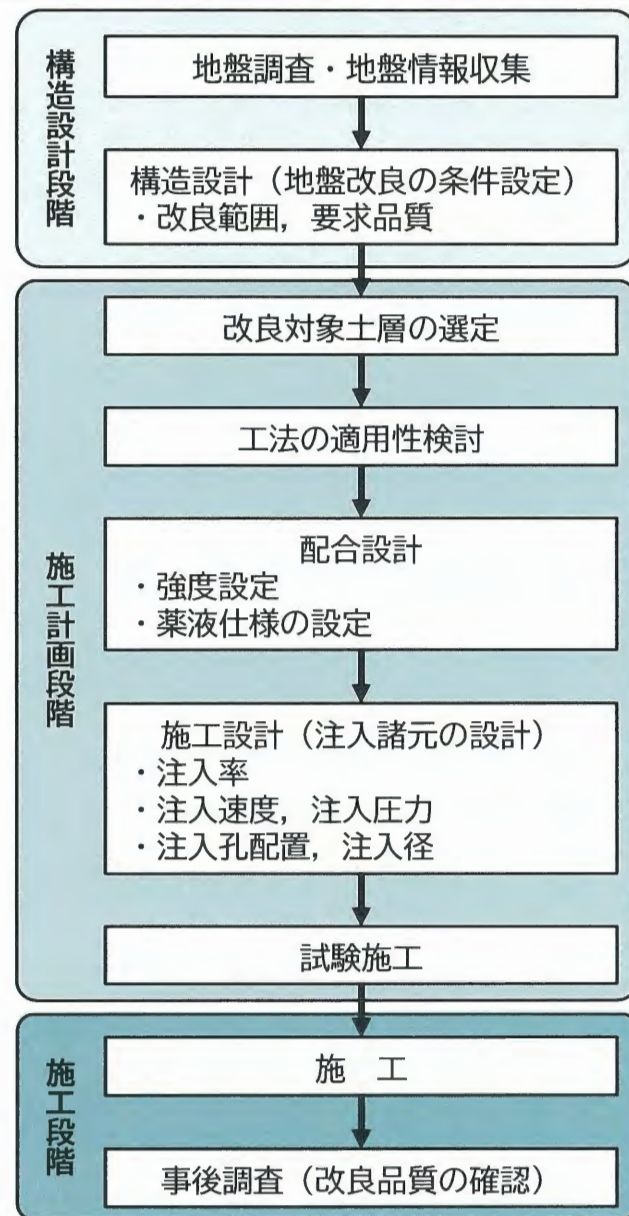 構造設計段階
地盤調査・地盤情報収集
構造設計（地盤改良の条件設定）
・改良範囲，要求品質
施工計画段階
改良対象土層の選定
工法の適用性検討
配合設計
・強度設定
・薬液仕様の設定
施工設計（注入諸元の設計）
・注入率
・注入速度，注入圧力
・注入孔配置，注入径
試験施工
施工段階
施　工
事後調査（改良品質の確認）